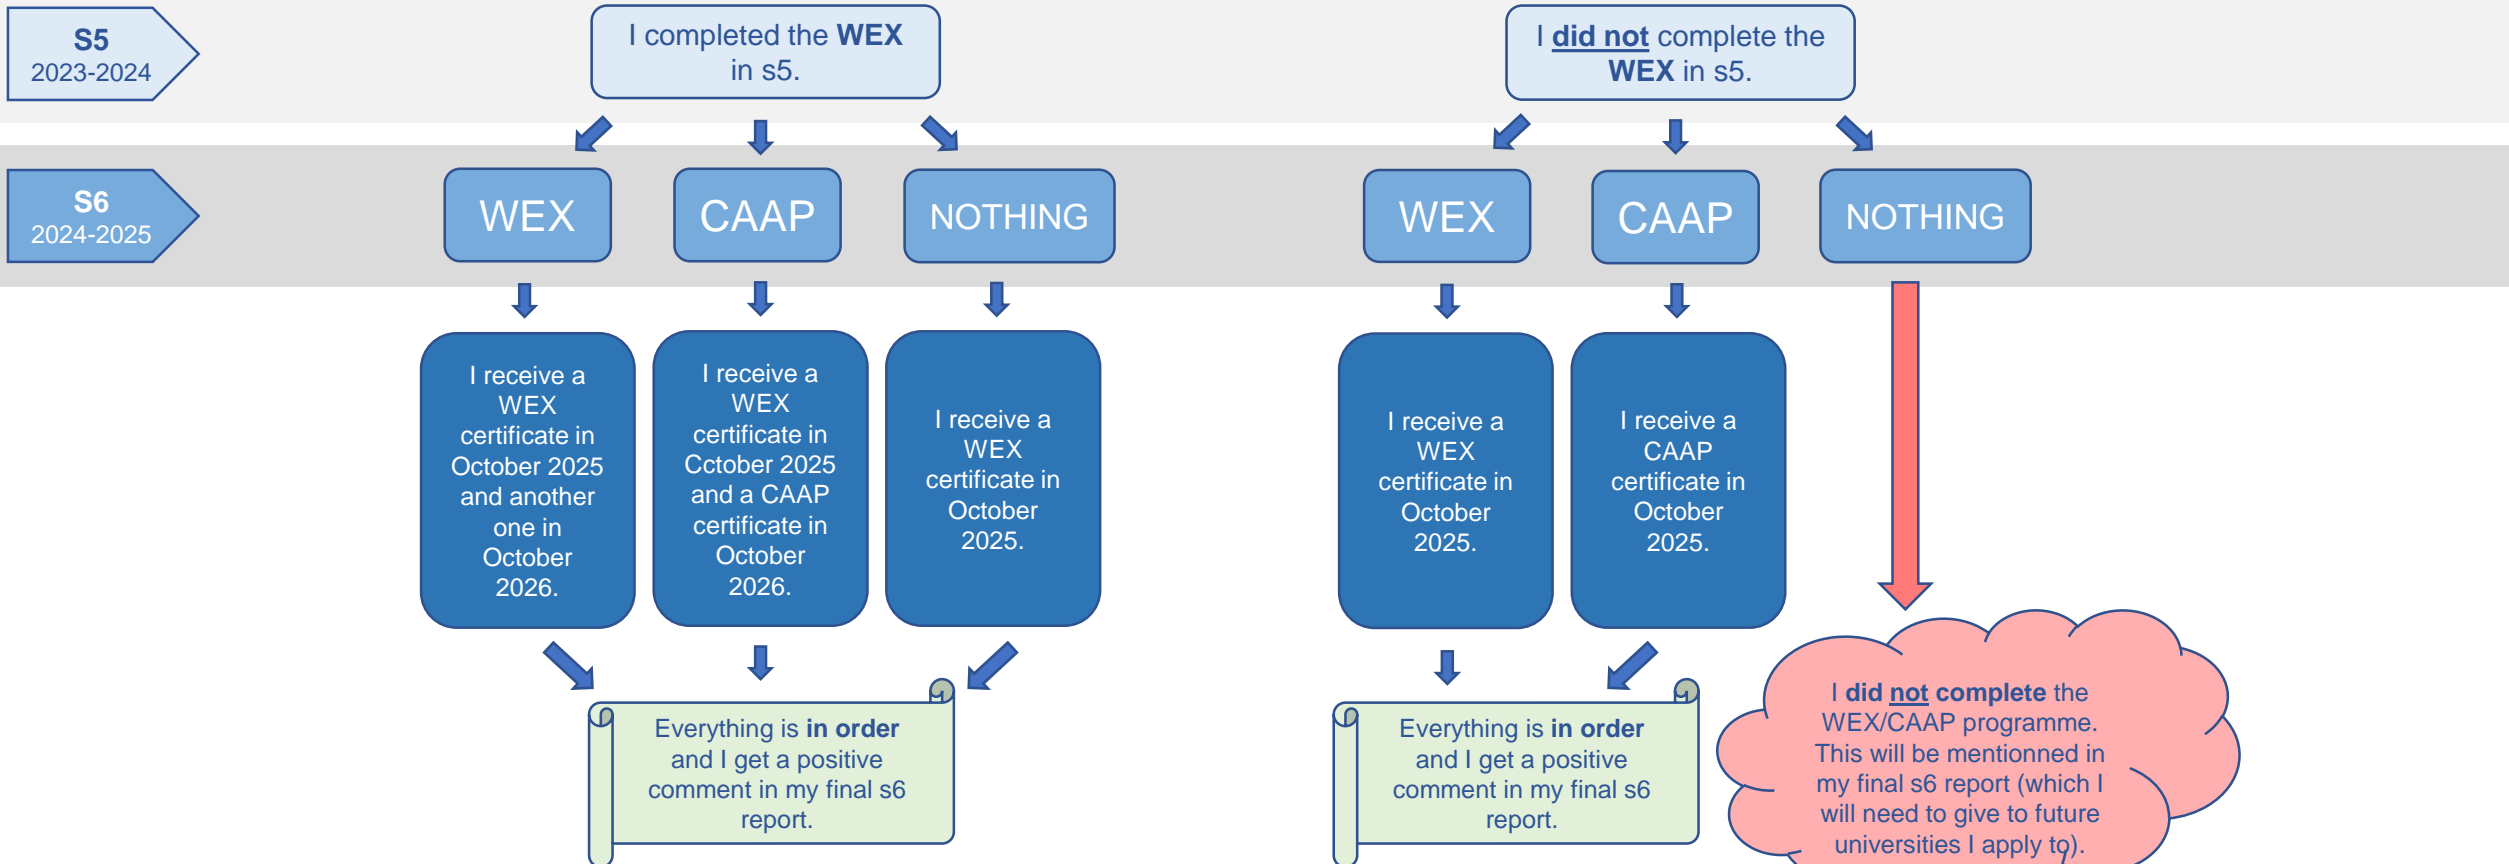 S5
2023-2024
I completed the WEX
in s5.
I did not complete the
WEX in s5.
S6
2024-2025
WEX
CAAP
NOTHING
WEX
CAAP
NOTHING
I receive a
WEX
certificate in
October 2025
and another
one in
October
2026.
I receive a
WEX
certificate in
Cctober 2025
and a CAAP
certificate in
October
2026.
I receive a
WEX
certificate in
October
2025.
I receive a
WEX
certificate in
October
2025.
I receive a
CAAP
certificate in
October
2025.
Everything is in order
and I get a positive
comment in my final s6
report.
Everything is in order
and I get a positive
comment in my final s6
report.
I did not complete the
WEX/CAAP programme.
This will be mentionned in
my final s6 report (which I
will need to give to future
universities I apply to).